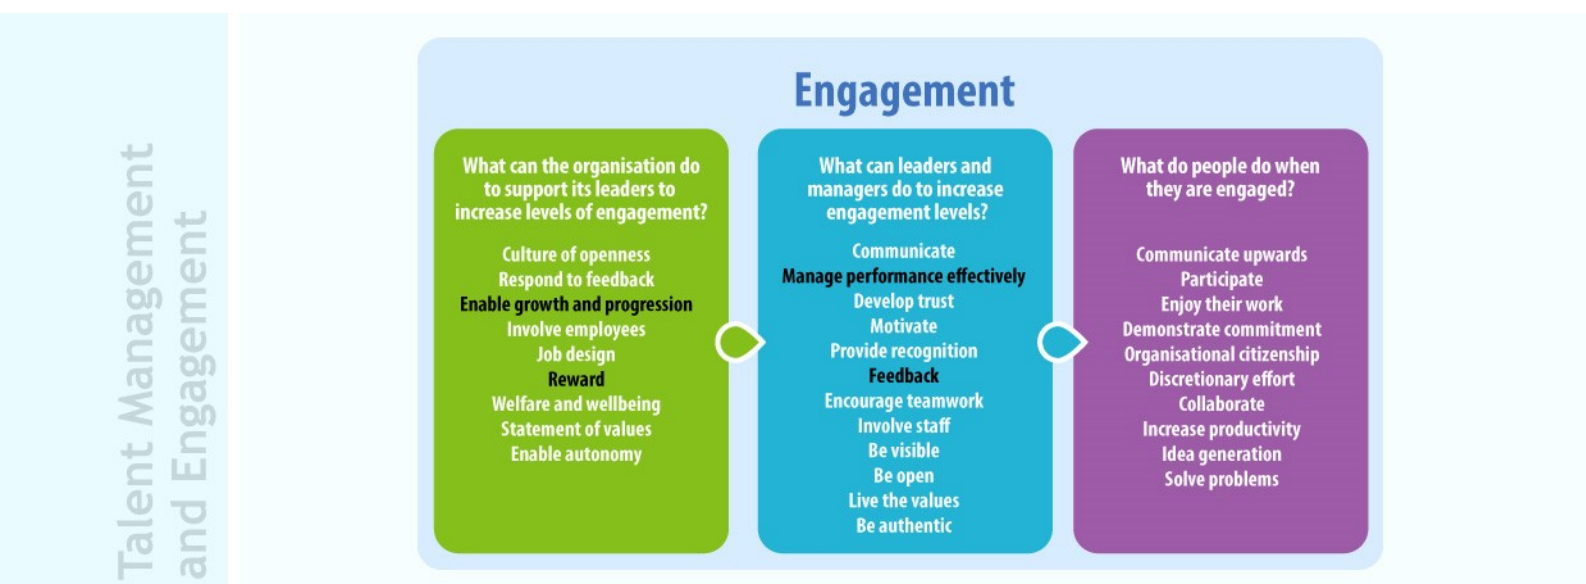 Talent Management
and Engagement
Engagement
What can the organisation do
to support its leaders to
increase levels of engagement?
Culture of openness
Respond to feedback
Enable growth and progression
Involve employees
Job design
Reward
Welfare and wellbeing
Statement of values
Enable autonomy
What can leaders and
managers do to increase
engagement levels?
Communicate
Manage performance effectively
Develop trust
Motivate
Provide recognition
Feedback
Encourage teamwork
Involve staff
Be visible
Be open
Live the values
Be authentic
What do people do when
they are engaged?
Communicate upwards
Participate
Enjoy their work
Demonstrate commitment
Organisational citizenship
Discretionary effort
Collaborate
Increase productivity
Idea generation
Solve problems